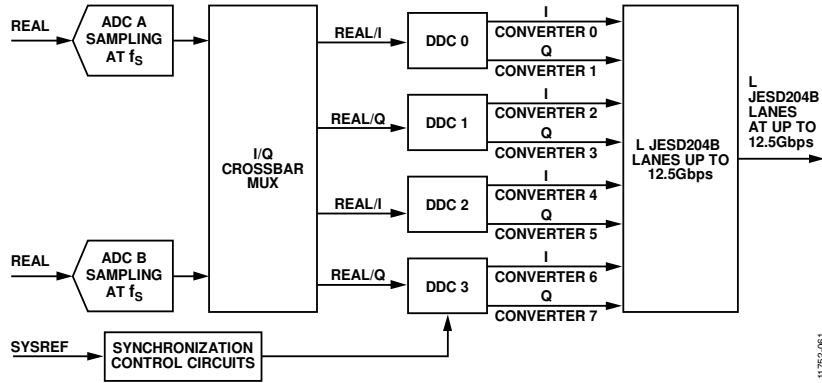 REAL
ADC A
SAMPLING
AT fS
REAL/I
DDC 0
I
CONVERTER 0
Q
CONVERTER 1
REAL/Q
DDC 1
I
CONVERTER 2
Q
CONVERTER 3
I/Q
CROSSBAR
MUX
L JESD204B
LANES UP TO
12.5Gbps
L
JESD204B
LANES
AT UP TO
12.5Gbps
REAL/I
DDC 2
I
CONVERTER 4
Q
CONVERTER 5
REAL
ADC B
SAMPLING
AT fS
REAL/Q
DDC 3
I
CONVERTER 6
Q
CONVERTER 7
SYSREF
SYNCHRONIZATION
CONTROL CIRCUITS
11752-061